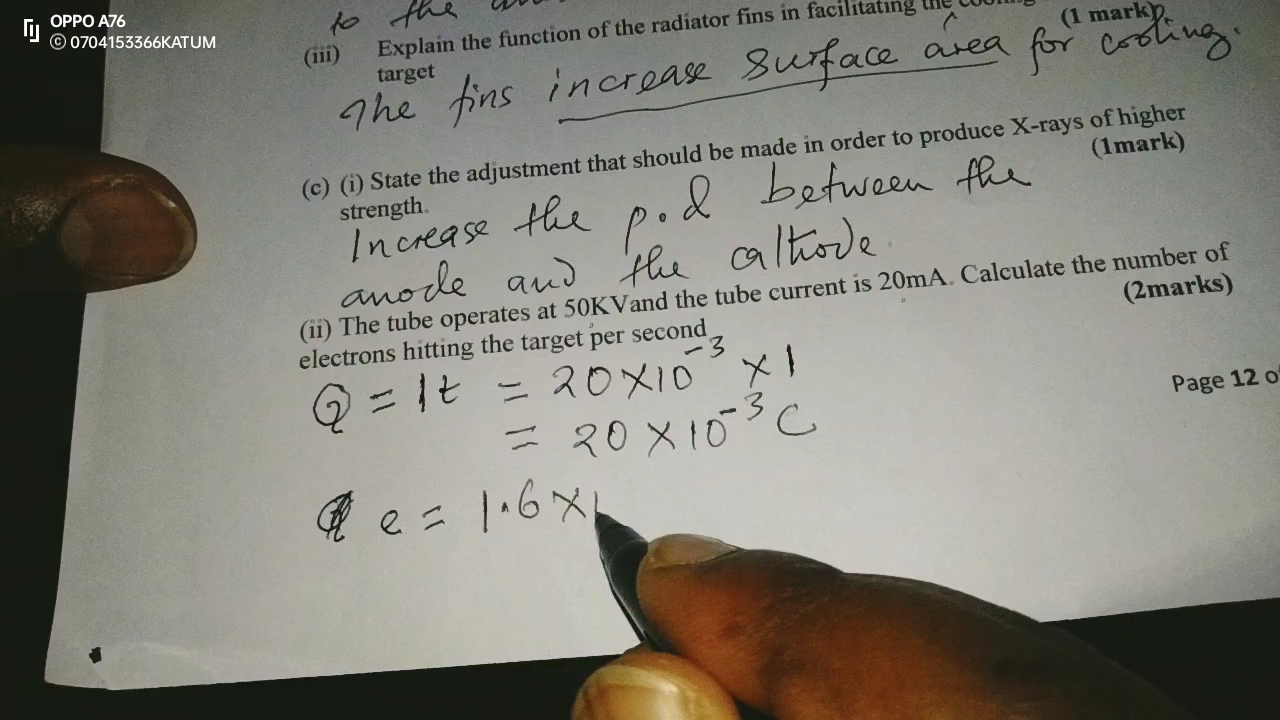 OPPO A76
© 0704153366KATUM
to the
(iii) Explain the function of the radiator fins in facilitating the
target (1 mark)
The fins increase surface area for cooling.
(c) (i) State the adjustment that should be made in order to produce X-rays of higher
strength. (1mark)
Increase the p.d between the
anode and the cathode
(ii) The tube operates at 50KVand the tube current is 20mA. Calculate the number of
electrons hitting the target per second (2marks)
Q = It = 20 × 10⁻³ × 1
= 20 × 10⁻³ C
Page 12
e = 1.6 ×